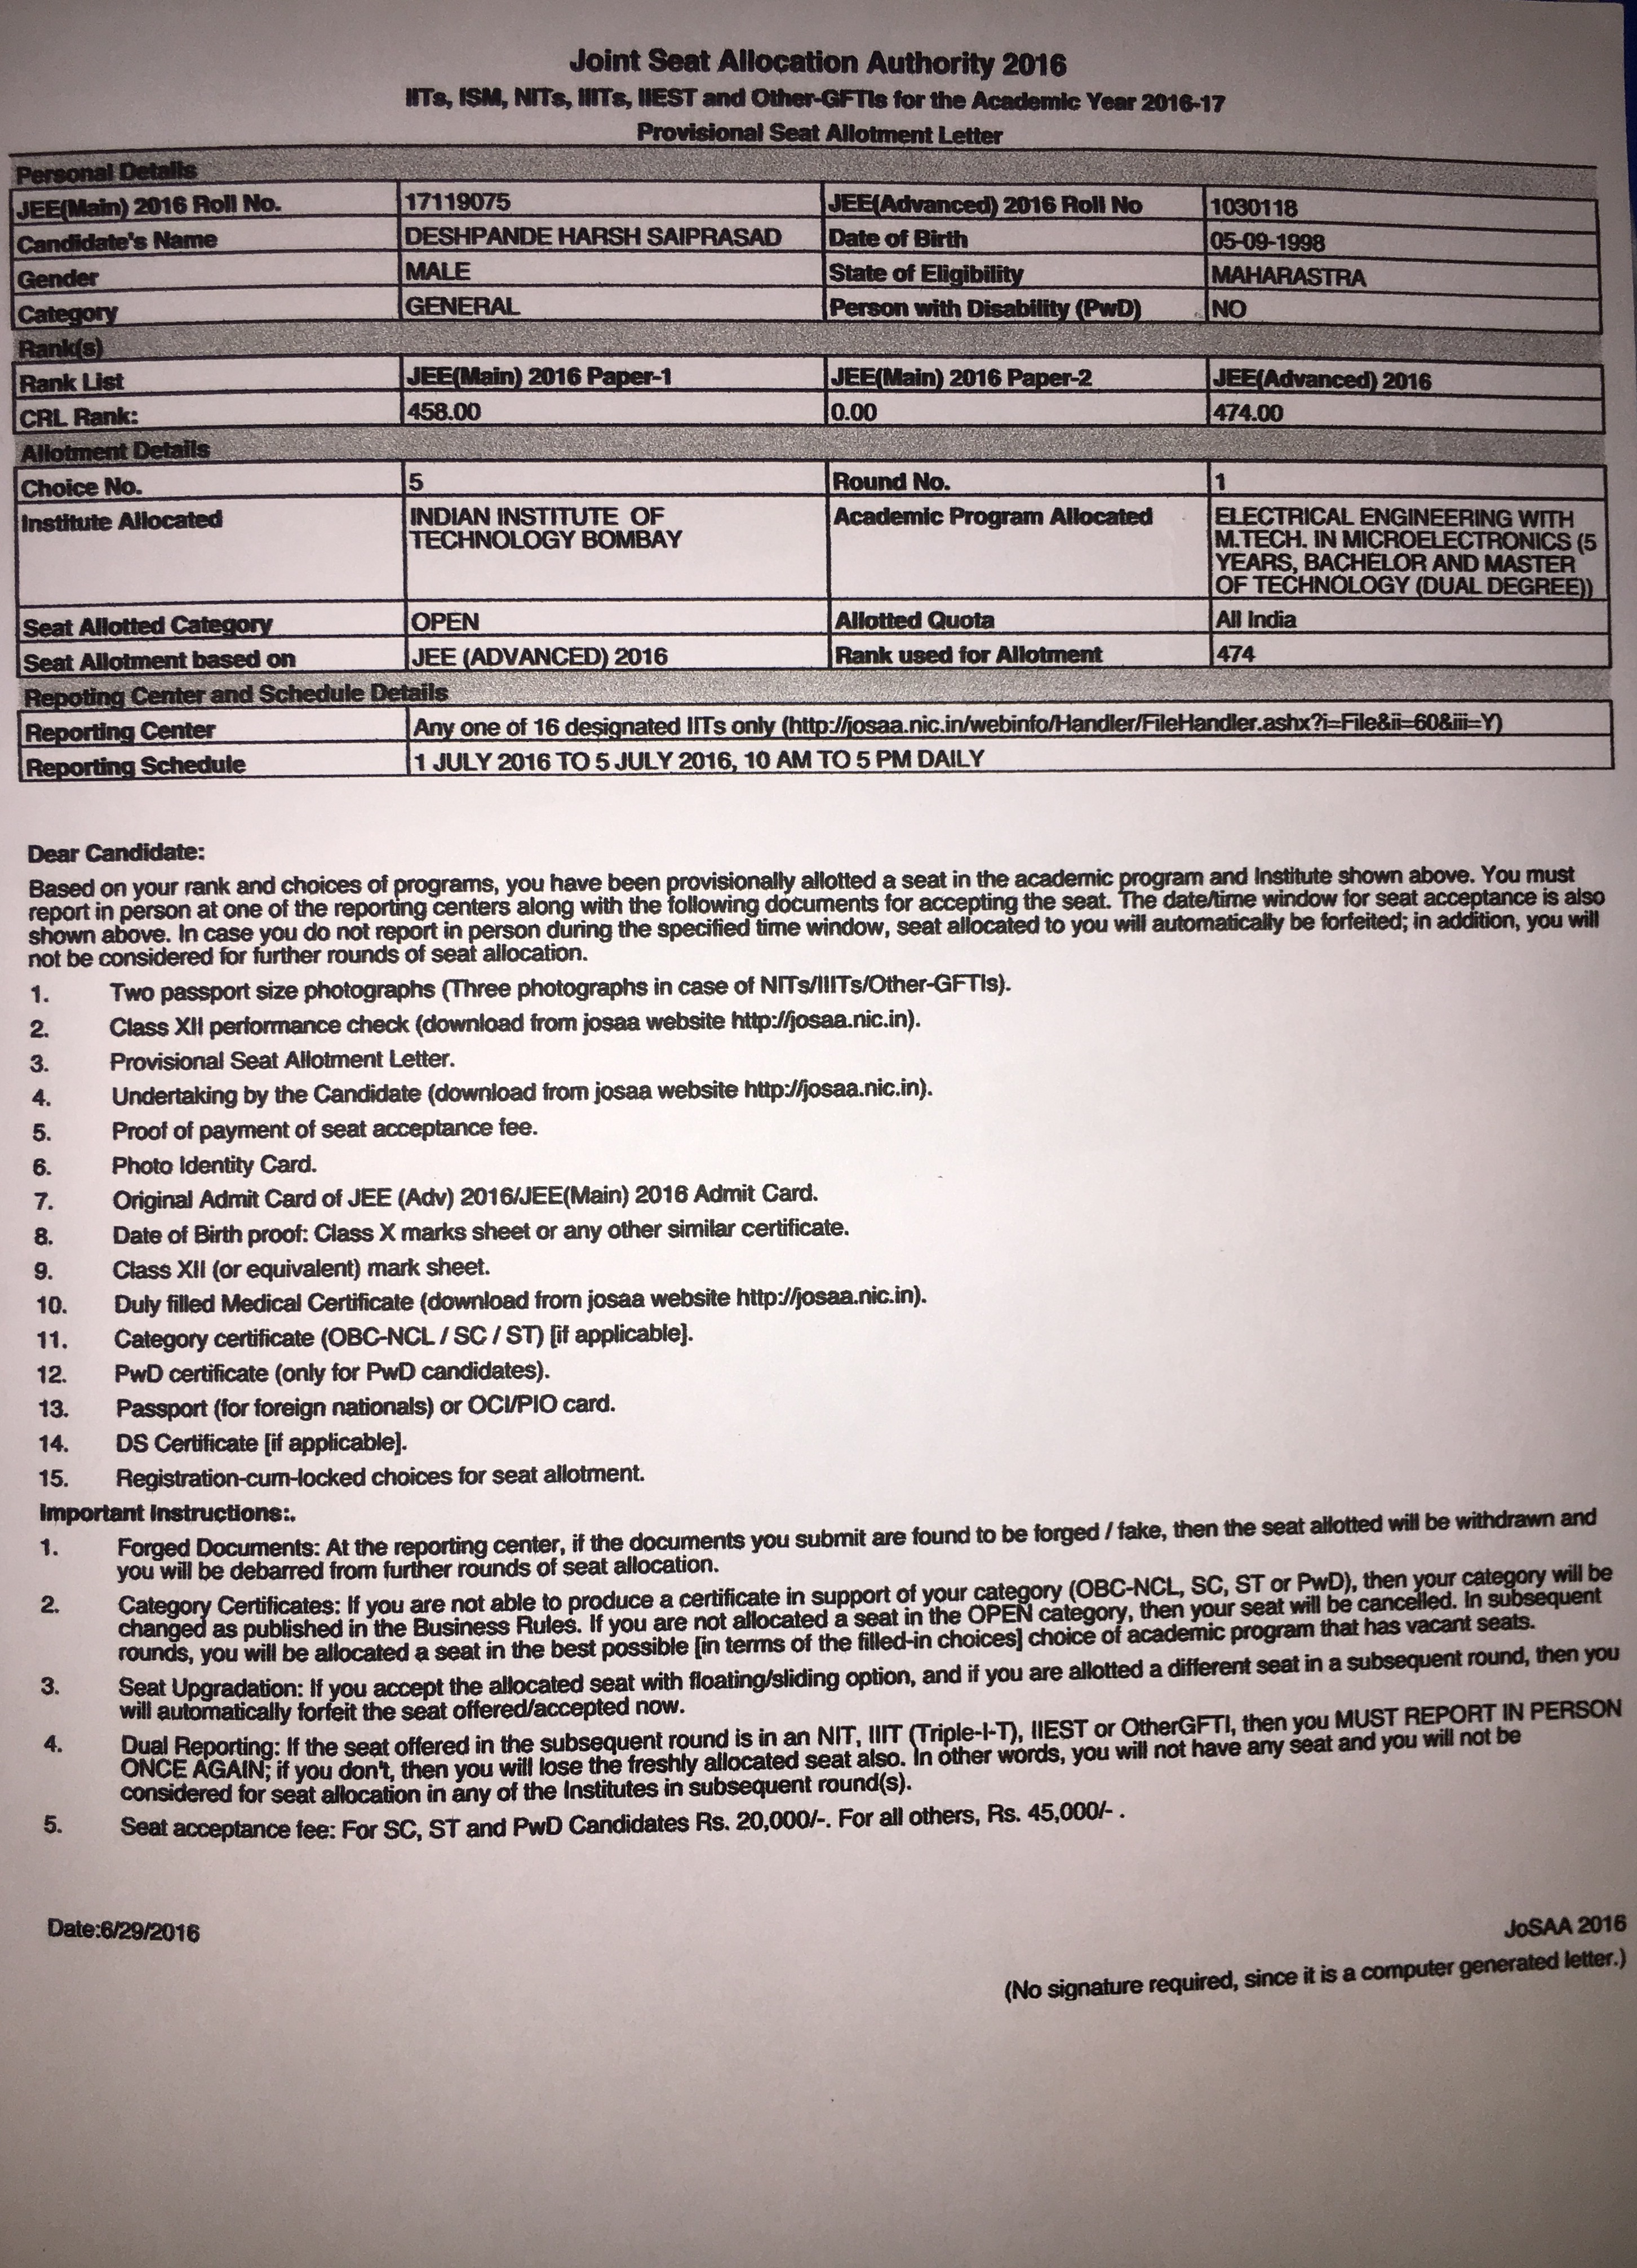 Joint Seat Allocation Authority 2016
IITs, ISM, NITs, IIITs, IIEST and Other-GFTIs for the Academic Year 2016-17
Provisional Seat Allotment Letter
Personal Details
JEE(Main) 2016 Roll No. 17119075 JEE(Advanced) 2016 Roll No 1030118
Candidate's Name DESHPANDE HARSH SAIPRASAD Date of Birth 05-09-1998
Gender MALE State of Eligibility MAHARASTRA
Category GENERAL Person with Disability (PwD) NO
Rank(s)
Rank List JEE(Main) 2016 Paper-1 JEE(Main) 2016 Paper-2 JEE(Advanced) 2016
CRL Rank: 458.00 0.00 474.00
Allotment Details
Choice No. 5 Round No. 1
Institute Allocated INDIAN INSTITUTE OF Academic Program Allocated ELECTRICAL ENGINEERING WITH
TECHNOLOGY BOMBAY M.TECH. IN MICROELECTRONICS (5
YEARS, BACHELOR AND MASTER
OF TECHNOLOGY (DUAL DEGREE))
Seat Allotted Category OPEN Allotted Quota All India
Seat Allotment based on JEE (ADVANCED) 2016 Rank used for Allotment 474
Repoting Center and Schedule Details
Reporting Center Any one of 16 designated IITs only (http://josaa.nic.in/webinfo/Handler/FileHandler.ashx?i=File&ii=60&iii=Y)
Reporting Schedule 1 JULY 2016 TO 5 JULY 2016, 10 AM TO 5 PM DAILY
Dear Candidate:
Based on your rank and choices of programs, you have been provisionally allotted a seat in the academic program and Institute shown above. You must
report in person at one of the reporting centers along with the following documents for accepting the seat. The date/time window for seat acceptance is also
shown above. In case you do not report in person during the specified time window, seat allocated to you will automatically be forfeited; in addition, you will
not be considered for further rounds of seat allocation.
1. Two passport size photographs (Three photographs in case of NITs/IIITs/Other-GFTIs).
2. Class XII performance check (download from josaa website http://josaa.nic.in).
3. Provisional Seat Allotment Letter.
4. Undertaking by the Candidate (download from josaa website http://josaa.nic.in).
5. Proof of payment of seat acceptance fee.
6. Photo Identity Card.
7. Original Admit Card of JEE (Adv) 2016/JEE(Main) 2016 Admit Card.
8. Date of Birth proof: Class X marks sheet or any other similar certificate.
9. Class XII (or equivalent) mark sheet.
10. Duly filled Medical Certificate (download from josaa website http://josaa.nic.in).
11. Category certificate (OBC-NCL / SC / ST) [if applicable].
12. PwD certificate (only for PwD candidates).
13. Passport (for foreign nationals) or OCI/PIO card.
14. DS Certificate [if applicable].
15. Registration-cum-locked choices for seat allotment.
Important Instructions:.
1. Forged Documents: At the reporting center, if the documents you submit are found to be forged / fake, then the seat allotted will be withdrawn and
you will be debarred from further rounds of seat allocation.
2. Category Certificates: If you are not able to produce a certificate in support of your category (OBC-NCL, SC, ST or PwD), then your category will be
changed as published in the Business Rules. If you are not allocated a seat in the OPEN category, then your seat will be cancelled. In subsequent
rounds, you will be allocated a seat in the best possible [in terms of the filled-in choices] choice of academic program that has vacant seats.
3. Seat Upgradation: If you accept the allocated seat with floating/sliding option, and if you are allotted a different seat in a subsequent round, then you
will automatically forfeit the seat offered/accepted now.
4. Dual Reporting: If the seat offered in the subsequent round is in an NIT, IIIT (Triple-I-T), IIEST or OtherGFTI, then you MUST REPORT IN PERSON
ONCE AGAIN; if you don't, then you will lose the freshly allocated seat also. In other words, you will not have any seat and you will not be
considered for seat allocation in any of the Institutes in subsequent round(s).
5. Seat acceptance fee: For SC, ST and PwD Candidates Rs. 20,000/-. For all others, Rs. 45,000/- .
Date:6/29/2016 JoSAA 2016
(No signature required, since it is a computer generated letter.)